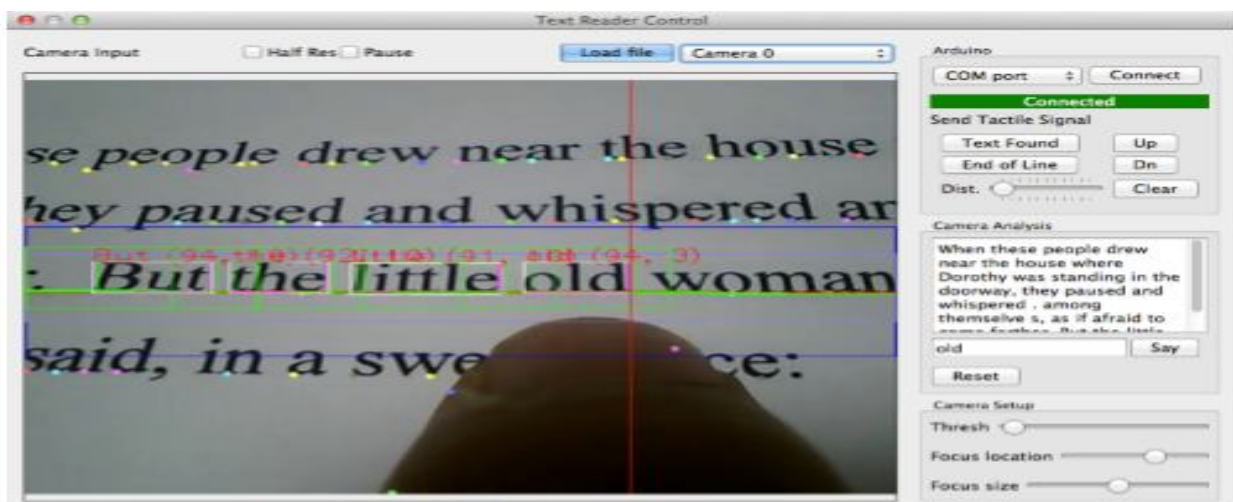 Text Reader Control
Camera Input Half Res Pause Load file Camera 0
se people drew near the house
hey paused and whispered ar
: But the little old woman
said, in a swe ce:
Arduino
COM port Connect
Connected
Send Tactile Signal
Text Found Up
End of Line Dn
Dist. Clear
Camera Analysis
When these people drew
near the house where
Dorothy was standing in the
doorway, they paused and
whispered . among
themselve s, as if afraid to
old Say
Reset
Camera Setup
Thresh
Focus location
Focus size